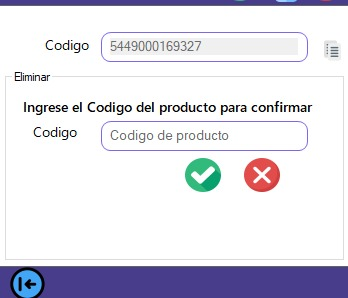 Codigo 5449000169327
Eliminar
Ingrese el Codigo del producto para confirmar
Codigo Codigo de producto